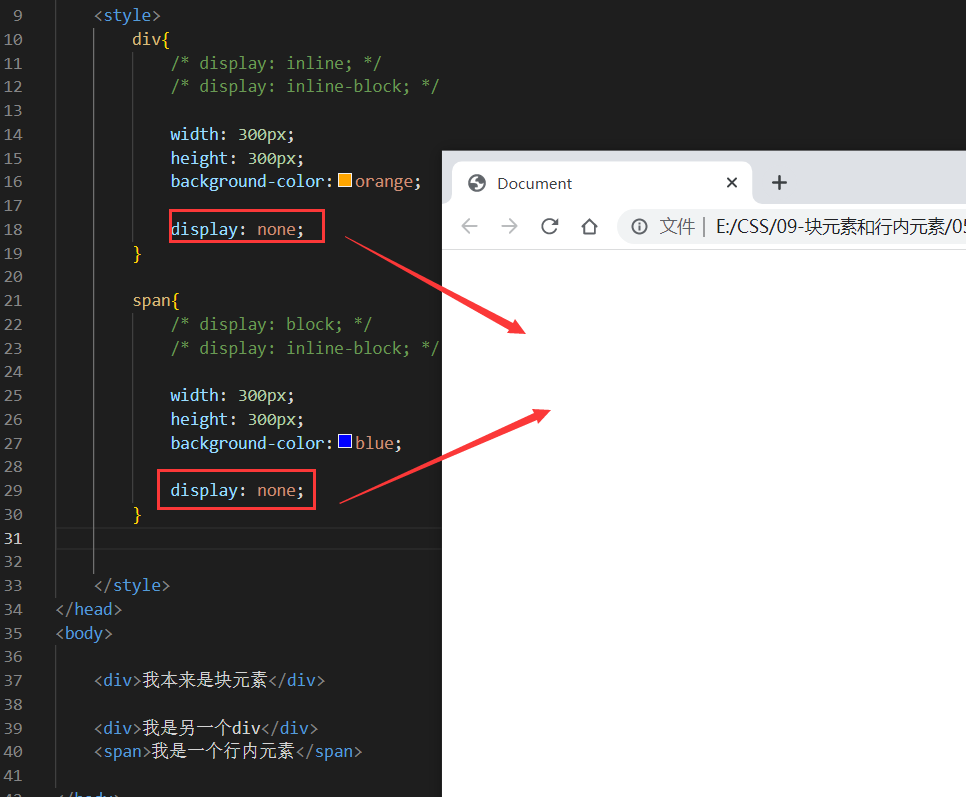 9 <style>
10 div{
11 /* display: inline; */
12 /* display: inline-block; */
13
14 width: 300px;
15 height: 300px;
16 background-color: orange;
17
18 display: none;
19 }
20
21 span{
22 /* display: block; */
23 /* display: inline-block; */
24
25 width: 300px;
26 height: 300px;
27 background-color: blue;
28
29 display: none;
30 }
31
32
33 </style>
34 </head>
35 <body>
36
37 <div>我本来是块元素</div>
38
39 <div>我是另一个div</div>
40 <span>我是一个行内元素</span>
41
Document
文件 | E:/CSS/09-块元素和行内元素/05